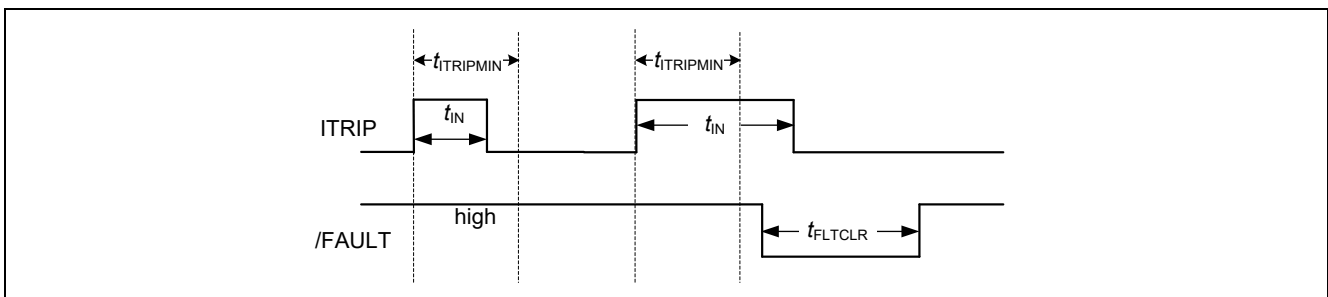 tITRIPMIN tITRIPMIN
ITRIP tIN tIN
high
/FAULT tFLTCLR